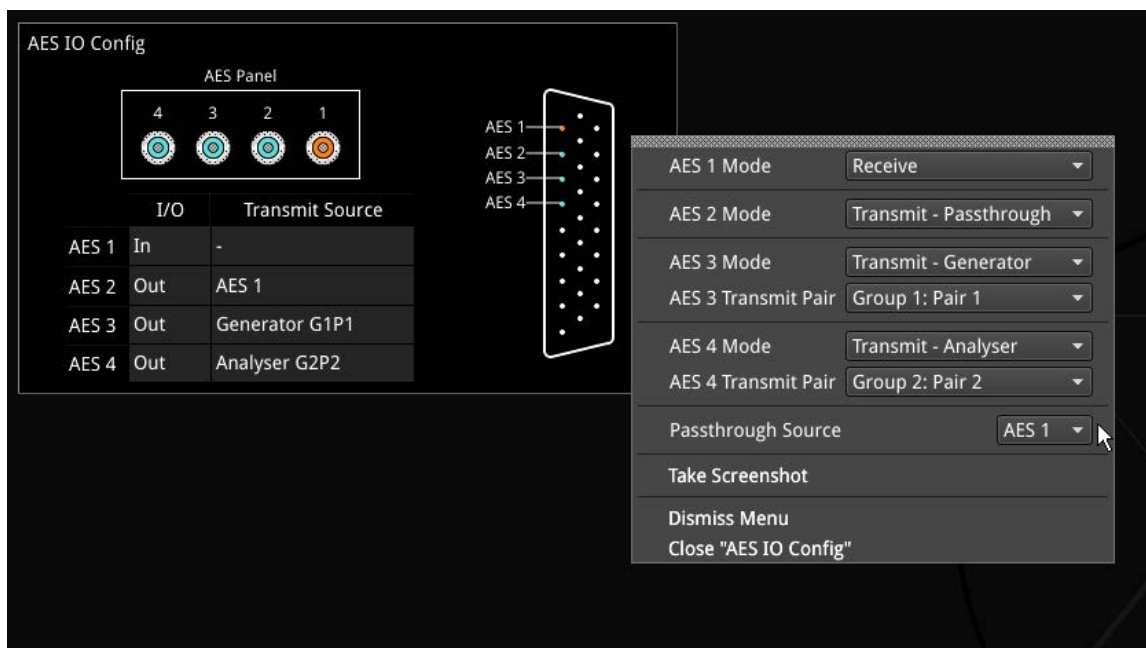 AES IO Config
AES Panel
4 3 2 1
I/O Transmit Source
AES 1 In -
AES 2 Out AES 1
AES 3 Out Generator G1P1
AES 4 Out Analyser G2P2
AES 1
AES 2
AES 3
AES 4
AES 1 Mode Receive
AES 2 Mode Transmit - Passthrough
AES 3 Mode Transmit - Generator
AES 3 Transmit Pair Group 1: Pair 1
AES 4 Mode Transmit - Analyser
AES 4 Transmit Pair Group 2: Pair 2
Passthrough Source AES 1
Take Screenshot
Dismiss Menu
Close "AES IO Config"